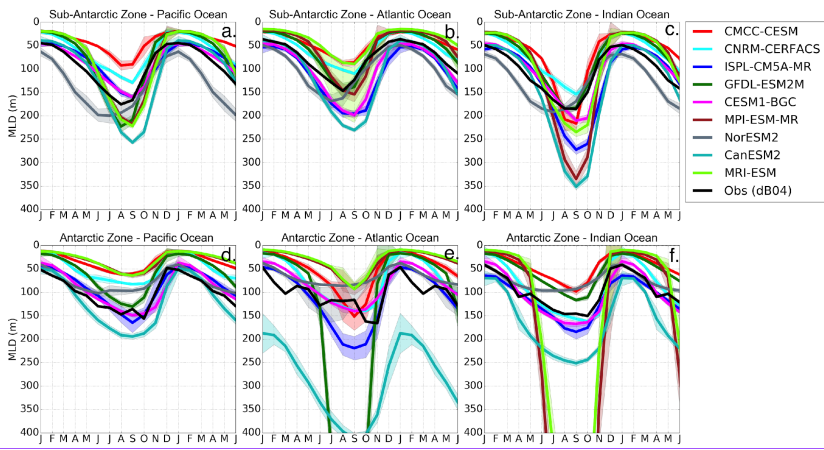 Sub-Antarctic Zone - Pacific Ocean
Sub-Antarctic Zone - Atlantic Ocean
Sub-Antarctic Zone - Indian Ocean
a.
b.
c.
MLD (m)
0
50
100
150
200
250
300
350
400
J F M A M J J A S O N D J F M A M J
J F M A M J J A S O N D J F M A M J
J F M A M J J A S O N D J F M A M J
CMCC-CESM
CNRM-CERFACS
ISPL-CM5A-MR
GFDL-ESM2M
CESM1-BGC
MPI-ESM-MR
NorESM2
CanESM2
MRI-ESM
Obs (dB04)
Antarctic Zone - Pacific Ocean
Antarctic Zone - Atlantic Ocean
Antarctic Zone - Indian Ocean
d.
e.
f.
MLD (m)
0
50
100
150
200
250
300
350
400
J F M A M J J A S O N D J F M A M J
J F M A M J J A S O N D J F M A M J
J F M A M J J A S O N D J F M A M J